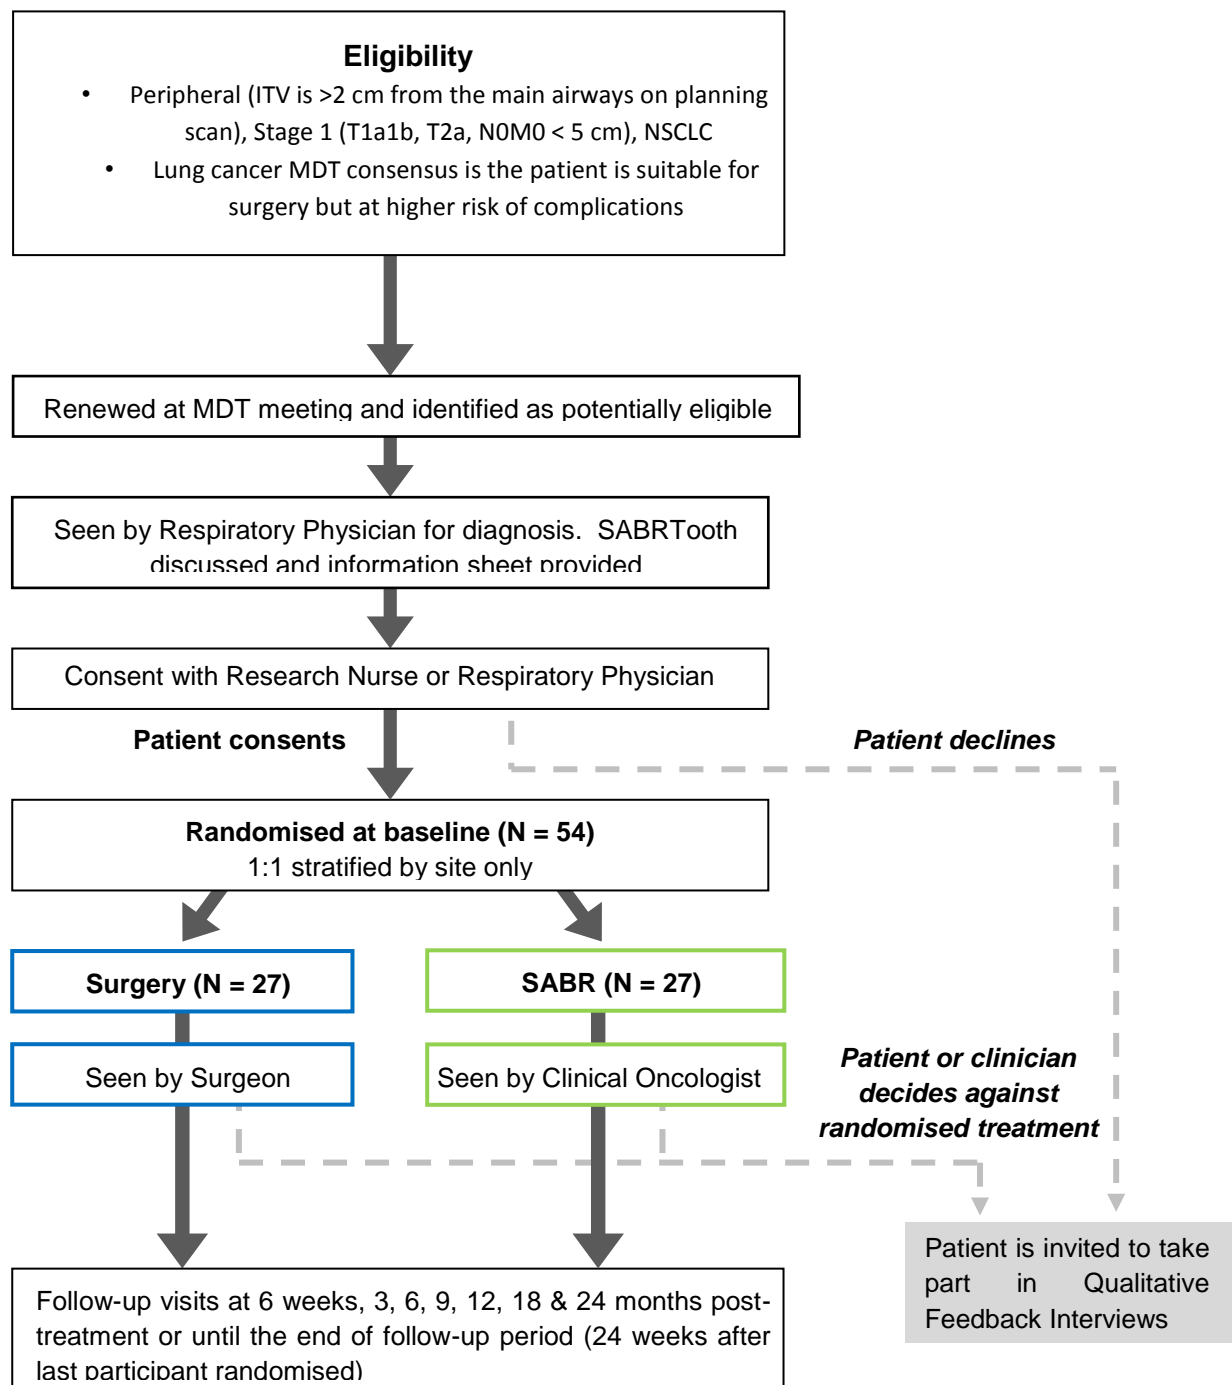 Eligibility
• Peripheral (ITV is >2 cm from the main airways on planning
scan), Stage 1 (T1a1b, T2a, N0M0 < 5 cm), NSCLC
• Lung cancer MDT consensus is the patient is suitable for
surgery but at higher risk of complications
Renewed at MDT meeting and identified as potentially eligible
Seen by Respiratory Physician for diagnosis. SABRTooth
discussed and information sheet provided
Consent with Research Nurse or Respiratory Physician
Patient consents
Patient declines
Randomised at baseline (N = 54)
1:1 stratified by site only
Surgery (N = 27)
SABR (N = 27)
Seen by Surgeon
Seen by Clinical Oncologist
Patient or clinician
decides against
randomised treatment
Patient is invited to take
part in Qualitative
Feedback Interviews
Follow-up visits at 6 weeks, 3, 6, 9, 12, 18 & 24 months post-
treatment or until the end of follow-up period (24 weeks after
last participant randomised)